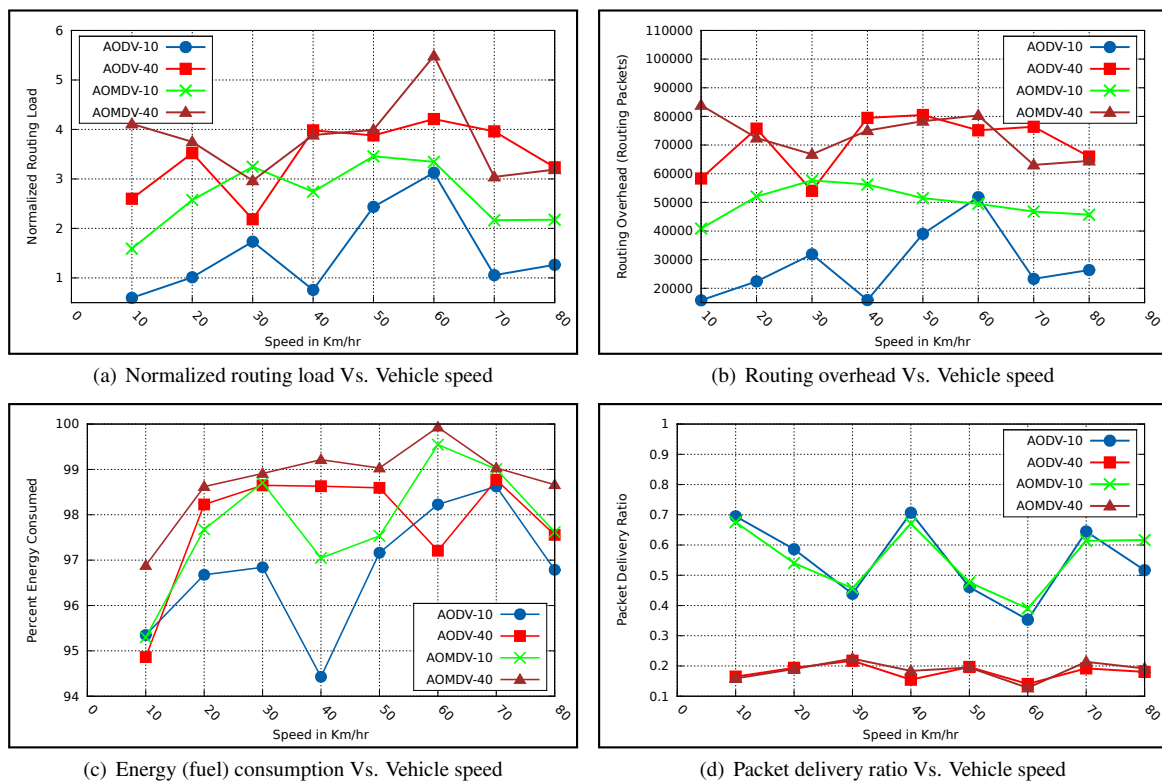 6
5
4
3
2
1
Normalized Routing Load
AODV-10
AODV-40
AOMDV-10
AOMDV-40
0 10 20 30 40 50 60 70 80
Speed in Km/hr
(a) Normalized routing load Vs. Vehicle speed
110000
100000
90000
80000
70000
60000
50000
40000
30000
20000
Routing Overhead (Routing Packets)
AODV-10
AODV-40
AOMDV-10
AOMDV-40
10 20 30 40 50 60 70 80 90
Speed in Km/hr
(b) Routing overhead Vs. Vehicle speed
100
99
98
97
96
95
94
Percent Energy Consumed
AODV-10
AODV-40
AOMDV-10
AOMDV-40
0 10 20 30 40 50 60 70 80
Speed in Km/hr
(c) Energy (fuel) consumption Vs. Vehicle speed
1
0.9
0.8
0.7
0.6
0.5
0.4
0.3
0.2
0.1
Packet Delivery Ratio
AODV-10
AODV-40
AOMDV-10
AOMDV-40
0 10 20 30 40 50 60 70 80
Speed in Km/hr
(d) Packet delivery ratio Vs. Vehicle speed